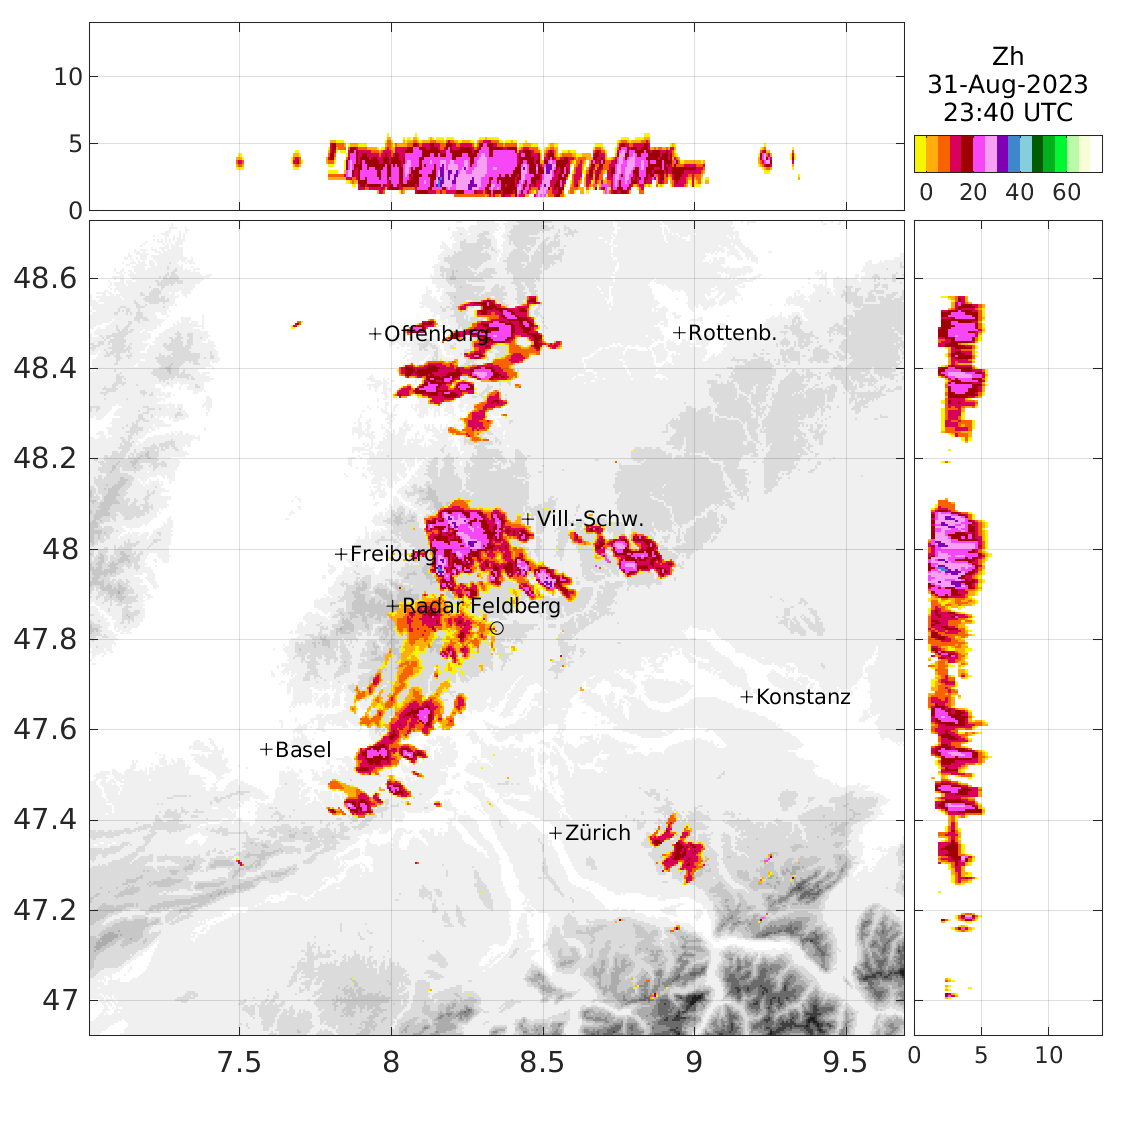 10
5
0
Zh
31-Aug-2023
23:40 UTC
0
20
40
60
48.6
48.4
48.2
48
47.8
47.6
47.4
47.2
47
+Offenburg
+Rottenb.
+Vill.-Schw.
+Freiburg
+Radar Feldberg
+Konstanz
+Basel
+Zürich
7.5
8
8.5
9
9.5
0
5
10